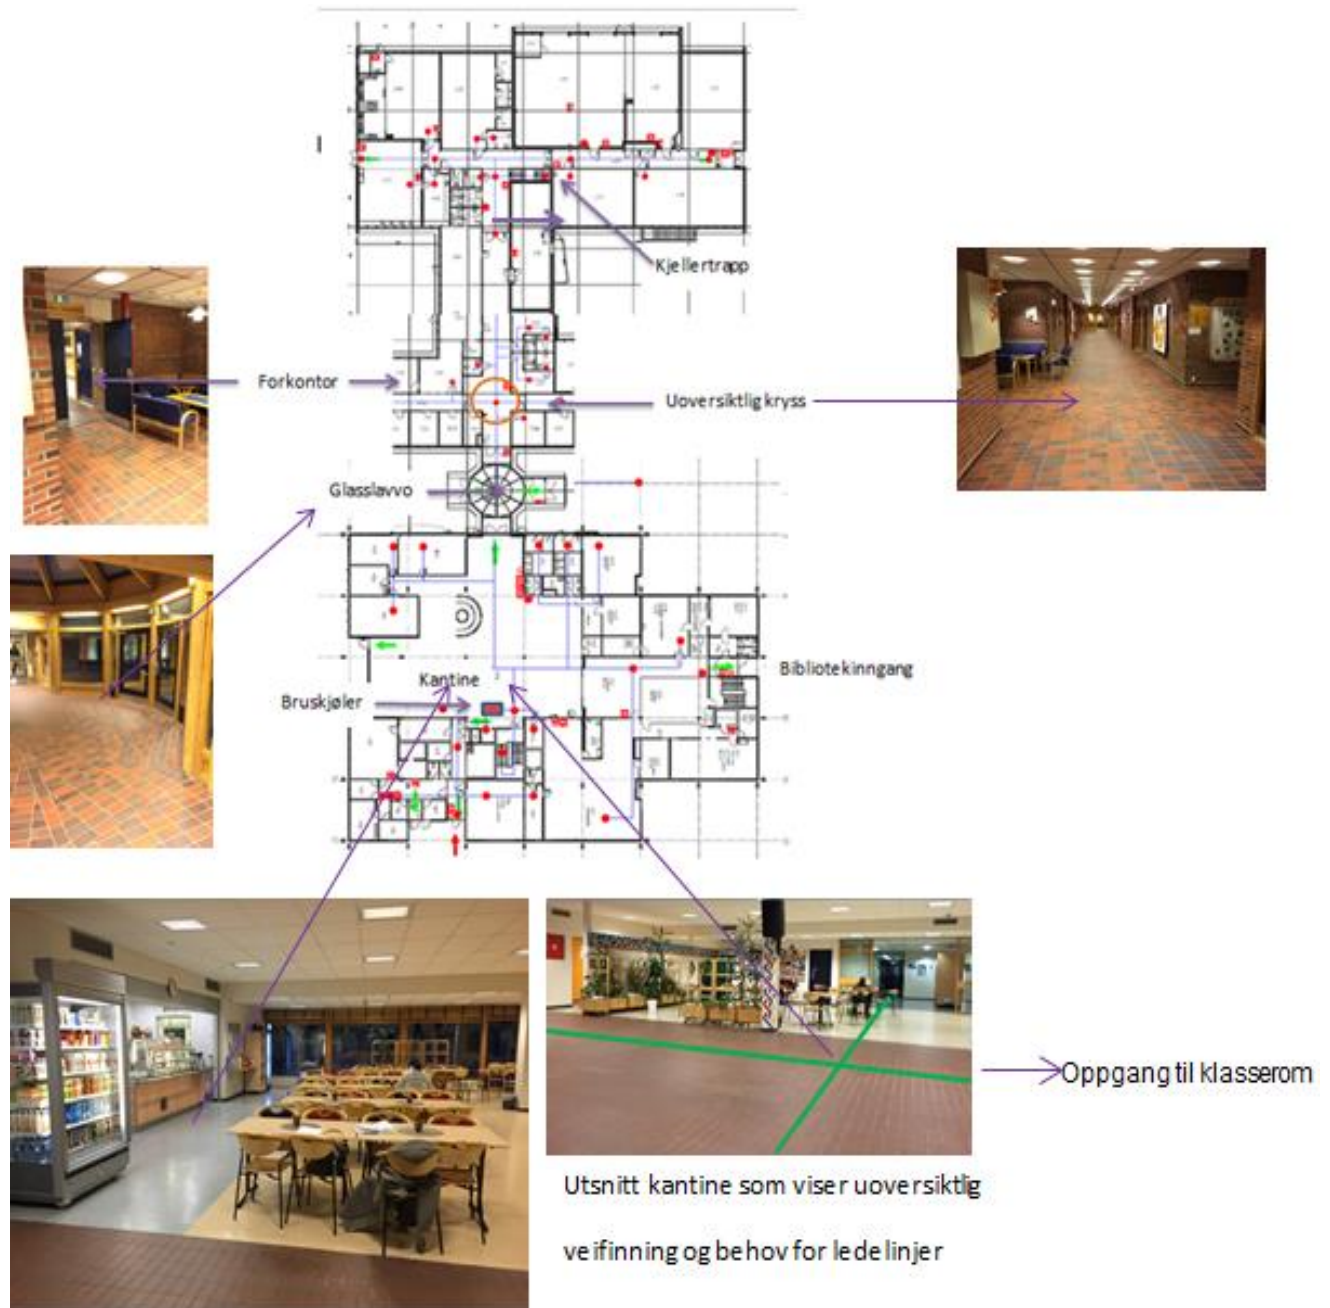 Kjellertrapp
Forkontor
Uoversiktlig kryss
Glasslavvo
Kantine
Bibliotekinngang
Bruskjøler
Oppgang til klasserom
Utsnitt kantine som viser uoversiktlig
veifinning og behov for ledelinjer